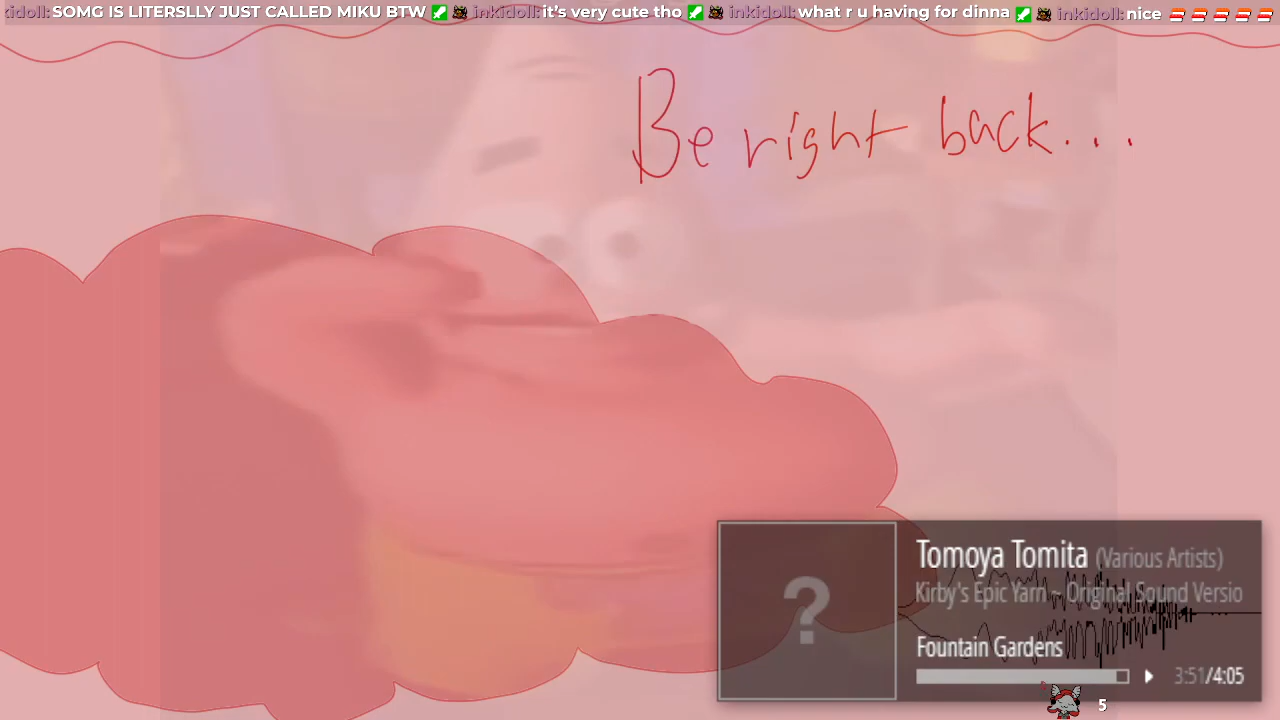 kidoll: SOMG IS LITERSLLY JUST CALLED MIKU BTW inkidoll: it's very cute tho inkidoll: what r u having for dinna inkidoll: nice
Be right back...
?
Tomoya Tomita (Various Artists)
Kirby's Epic Yarn ~ Original Sound Versio
Fountain Gardens
3:51/4:05
5